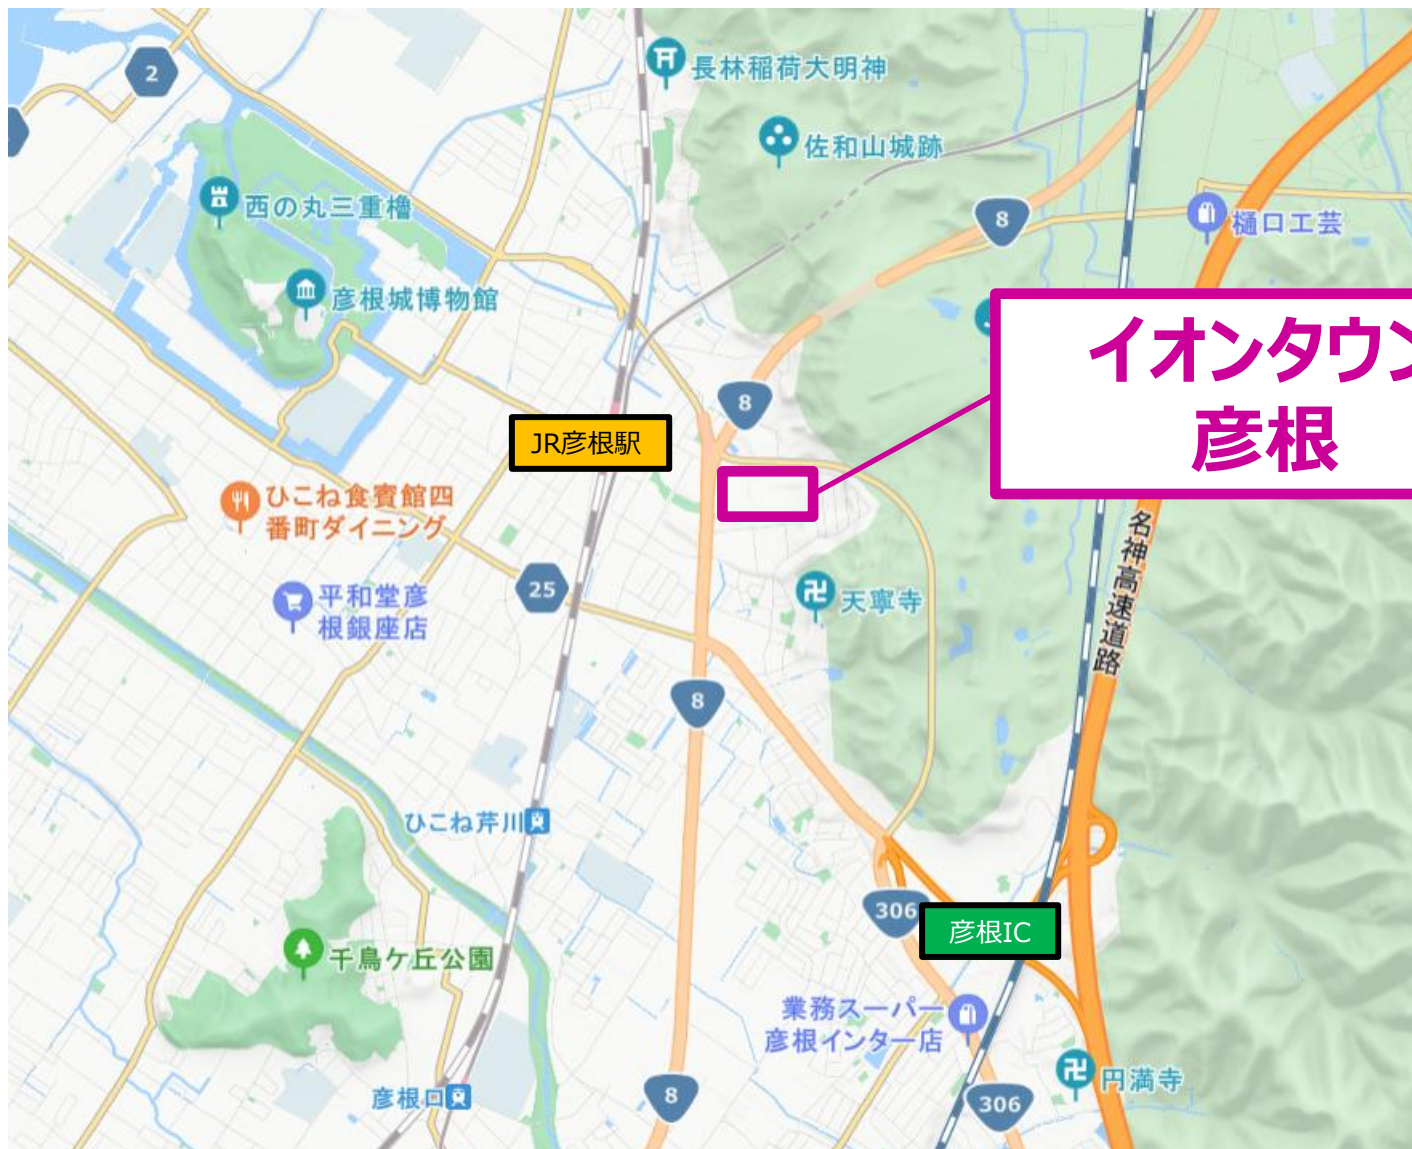 2
長林稲荷大明神
佐和山城跡
西の丸三重櫓
8
樋口工芸
彦根城博物館
イオンタウン
彦根
8
JR彦根駅
ひこね食賓館四
番町ダイニング
名神高速道路
25
平和堂彦
根銀座店
天寧寺
8
ひこね芹川
306
彦根IC
千鳥ケ丘公園
業務スーパー
彦根インター店
円満寺
彦根口
8
306